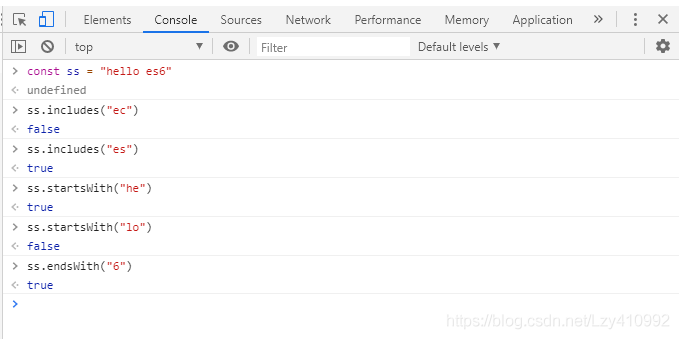 Elements Console Sources Network Performance Memory Application »
top ▼ Filter Default levels ▼
> const ss = "hello es6"
undefined
> ss.includes("ec")
false
> ss.includes("es")
true
> ss.startsWith("he")
true
> ss.startsWith("lo")
false
> ss.endsWith("6")
true
>
https://blog.csdn.net/Lzy410992